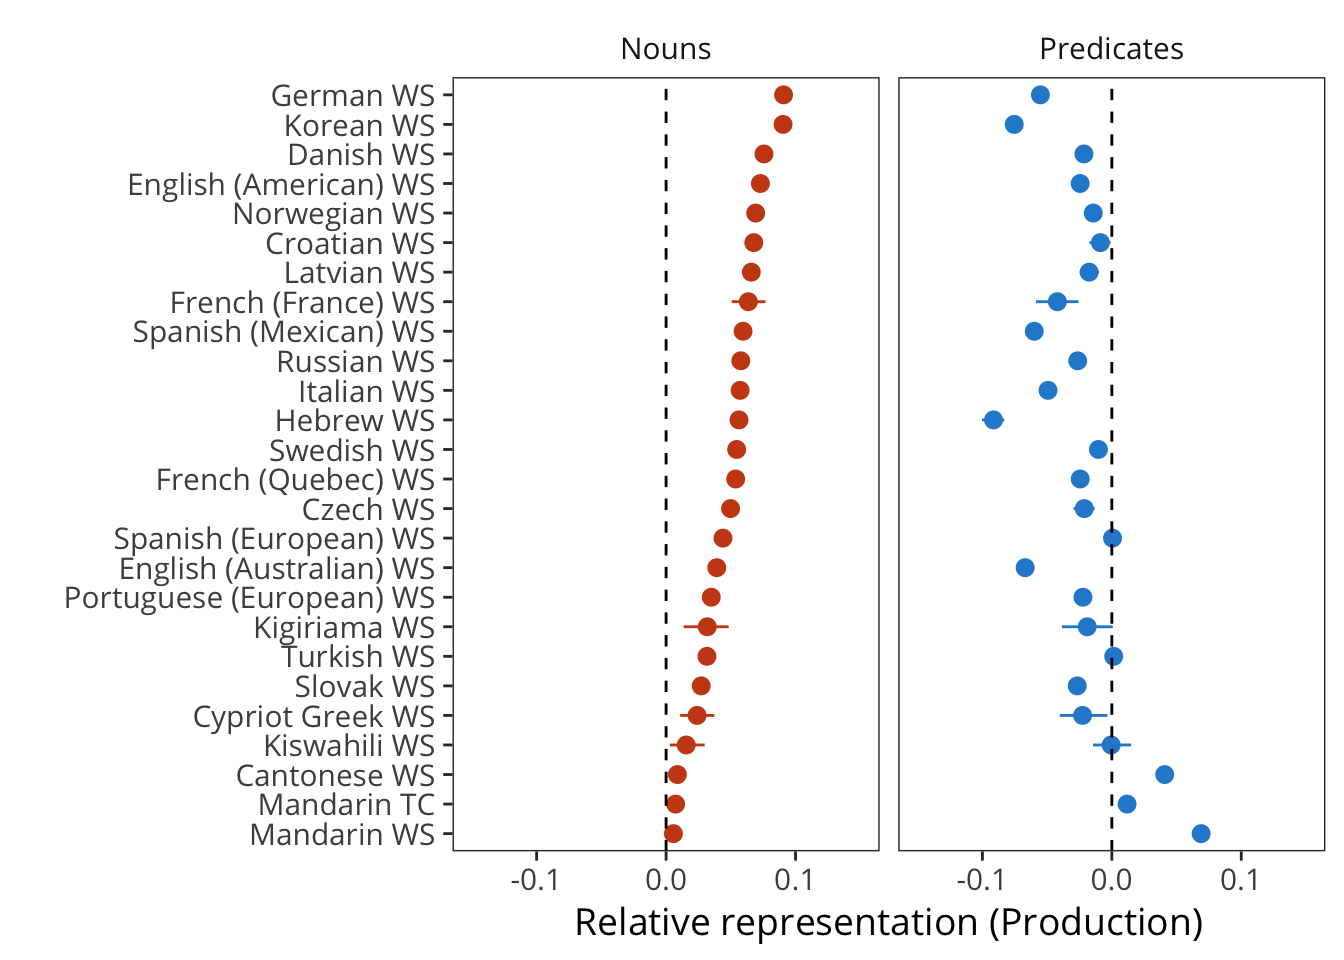 Nouns Predicates
German WS
Korean WS
Danish WS
English (American) WS
Norwegian WS
Croatian WS
Latvian WS
French (France) WS
Spanish (Mexican) WS
Russian WS
Italian WS
Hebrew WS
Swedish WS
French (Quebec) WS
Czech WS
Spanish (European) WS
English (Australian) WS
Portuguese (European) WS
Kigiriama WS
Turkish WS
Slovak WS
Cypriot Greek WS
Kiswahili WS
Cantonese WS
Mandarin TC
Mandarin WS
-0.1 0.0 0.1 -0.1 0.0 0.1
Relative representation (Production)